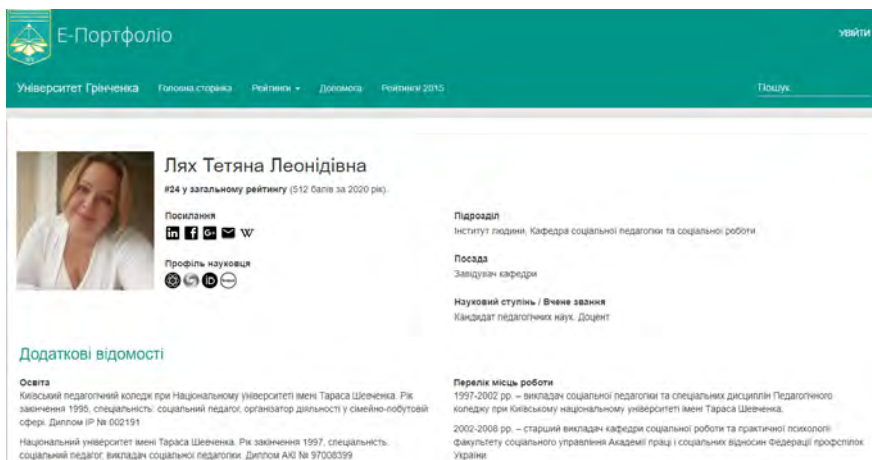 Е-Портфоліо
УВІЙТИ
Університет Грінченка Головна сторінка Рейтинги Допомога Рейтинги 2015
Пошук
Лях Тетяна Леонідівна
#24 у загальному рейтингу (512 балів за 2020 рік).
Посилання
Профіль науковця
Підрозділ
Інститут людини, Кафедра соціальної педагогіки та соціальної роботи
Посада
Завідувач кафедри
Науковий ступінь / Вчене звання
Кандидат педагогічних наук. Доцент
Додаткові відомості
Освіта
Київський педагогічний коледж при Національному університеті імені Тараса Шевченка. Рік
закінчення 1995, спеціальність: соціальний педагог, організатор діяльності у сімейно-побутовій
сфері. Диплом ІР № 002191
Національний університет імені Тараса Шевченка. Рік закінчення 1997, спеціальність:
соціальний педагог, викладач соціальної педагогіки. Диплом АКІ № 97008399
Перелік місць роботи
1997-2002 рр. – викладач соціальної педагогіки та спеціальних дисциплін Педагогічного
коледжу при Київському національному університеті імені Тараса Шевченка.
2002-2008 рр. – старший викладач кафедри соціальної роботи та практичної психології
факультету соціального управління Академії праці і соціальних відносин Федерації профспілок
України